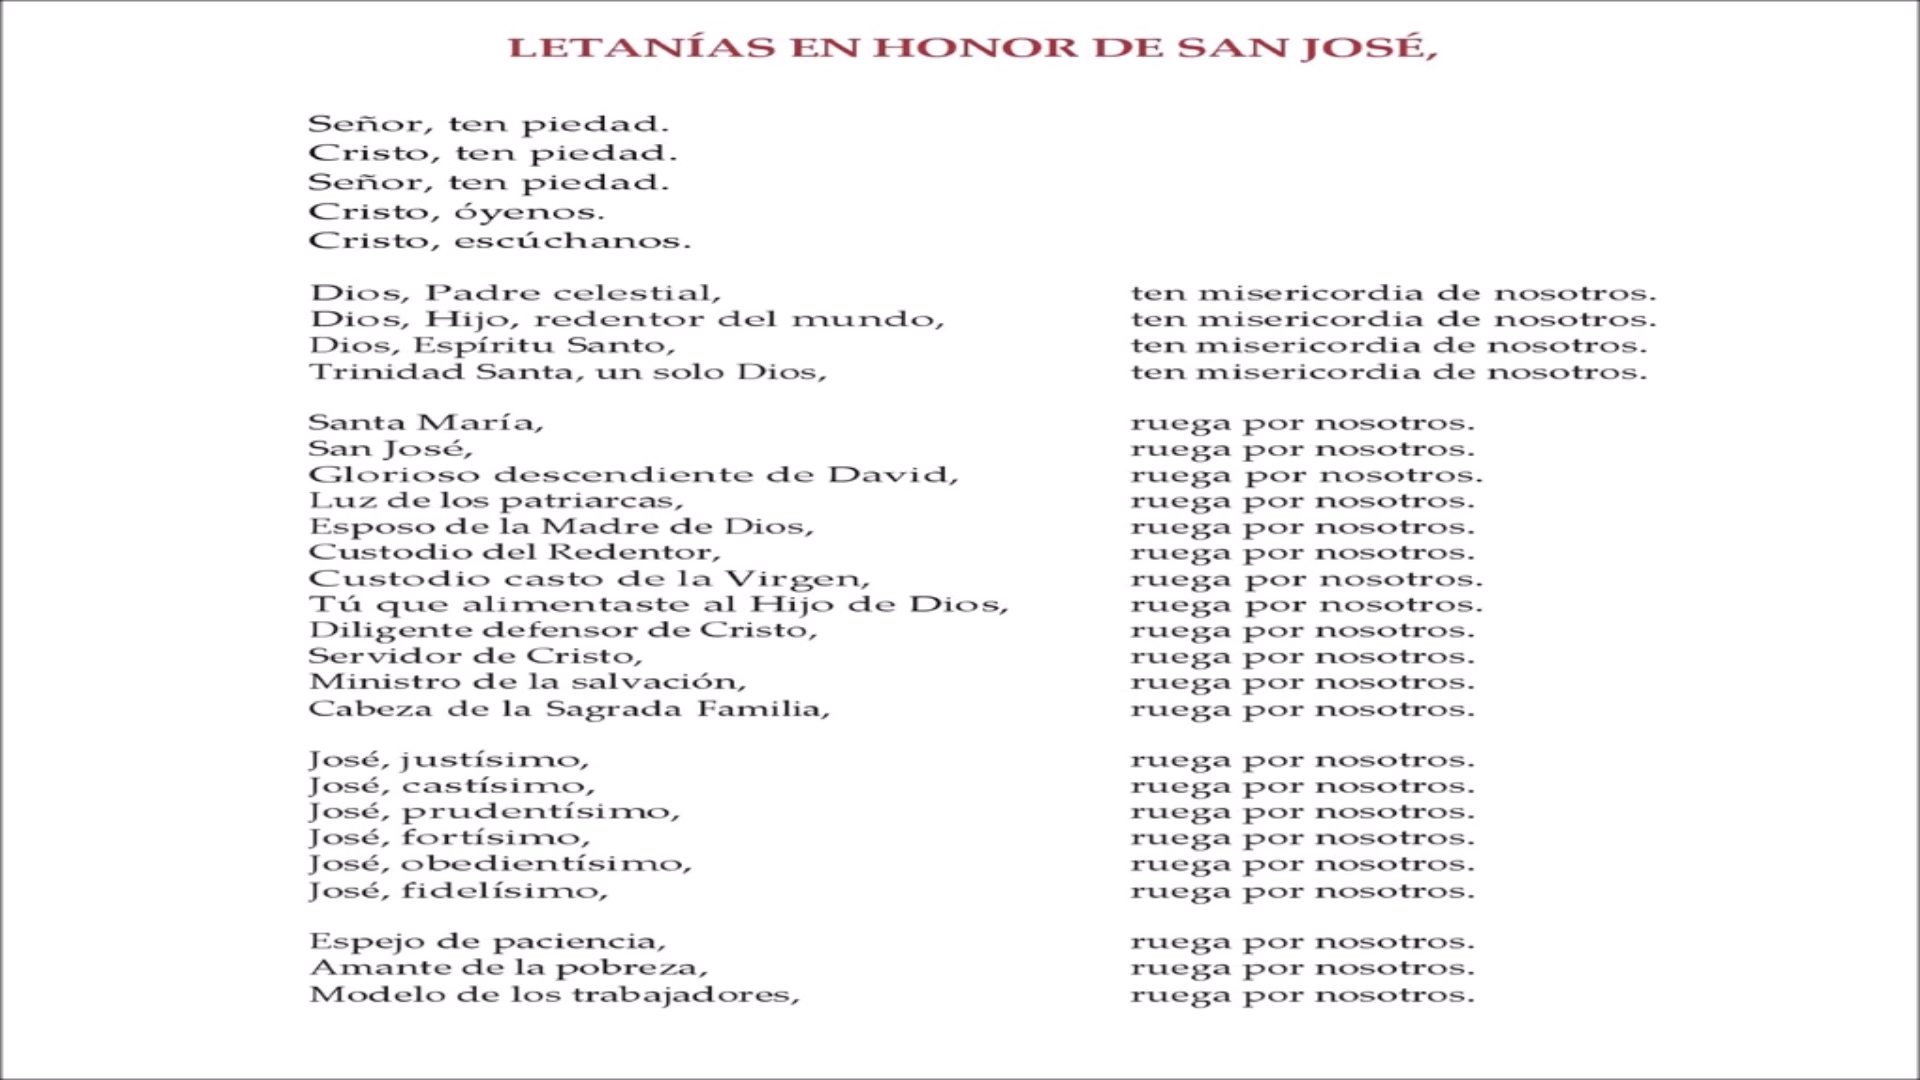 LETANÍAS EN HONOR DE SAN JOSÉ,
Señor, ten piedad.
Cristo, ten piedad.
Señor, ten piedad.
Cristo, óyenos.
Cristo, escúchanos.
Dios, Padre celestial, ten misericordia de nosotros.
Dios, Hijo, redentor del mundo, ten misericordia de nosotros.
Dios, Espíritu Santo, ten misericordia de nosotros.
Trinidad Santa, un solo Dios, ten misericordia de nosotros.
Santa María, ruega por nosotros.
San José, ruega por nosotros.
Glorioso descendiente de David, ruega por nosotros.
Luz de los patriarcas, ruega por nosotros.
Esposo de la Madre de Dios, ruega por nosotros.
Custodio del Redentor, ruega por nosotros.
Custodio casto de la Virgen, ruega por nosotros.
Tú que alimentaste al Hijo de Dios, ruega por nosotros.
Diligente defensor de Cristo, ruega por nosotros.
Servidor de Cristo, ruega por nosotros.
Ministro de la salvación, ruega por nosotros.
Cabeza de la Sagrada Familia, ruega por nosotros.
José, justísimo, ruega por nosotros.
José, castísimo, ruega por nosotros.
José, prudentísimo, ruega por nosotros.
José, fortísimo, ruega por nosotros.
José, obedientísimo, ruega por nosotros.
José, fidelísimo, ruega por nosotros.
Espejo de paciencia, ruega por nosotros.
Amante de la pobreza, ruega por nosotros.
Modelo de los trabajadores, ruega por nosotros.